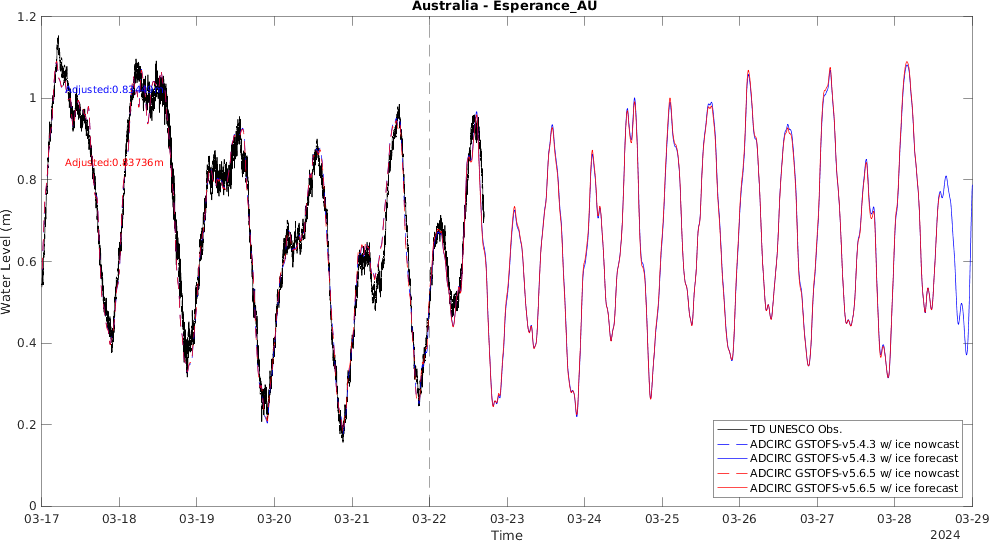 Australia - Esperance_AU
1.2
1
0.8
0.6
0.4
0.2
0
Water Level (m)
Adjusted:0.83736m
TD UNESCO Obs.
ADCIRC GSTOFS-v5.4.3 w/ ice nowcast
ADCIRC GSTOFS-v5.4.3 w/ ice forecast
ADCIRC GSTOFS-v5.6.5 w/ ice nowcast
ADCIRC GSTOFS-v5.6.5 w/ ice forecast
03-17 03-18 03-19 03-20 03-21 03-22 03-23 03-24 03-25 03-26 03-27 03-28 03-29
Time
2024